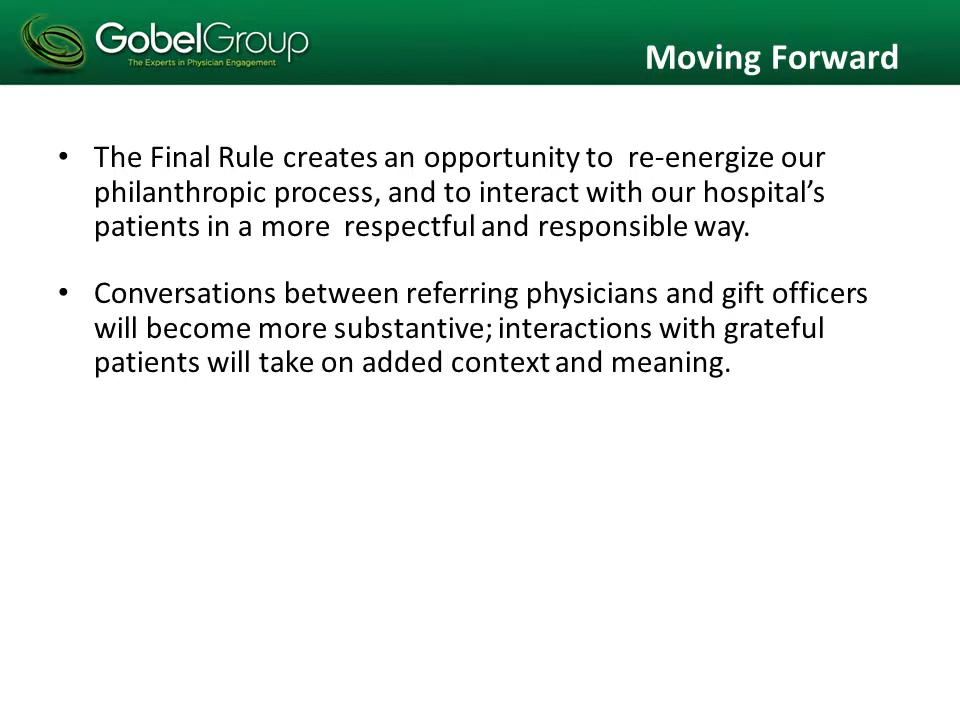 GobelGroup
The Experts in Physician Engagement
Moving Forward
• The Final Rule creates an opportunity to  re-energize our
philanthropic process, and to interact with our hospital’s
patients in a more  respectful and responsible way.
• Conversations between referring physicians and gift officers
will become more substantive; interactions with grateful
patients will take on added context and meaning.